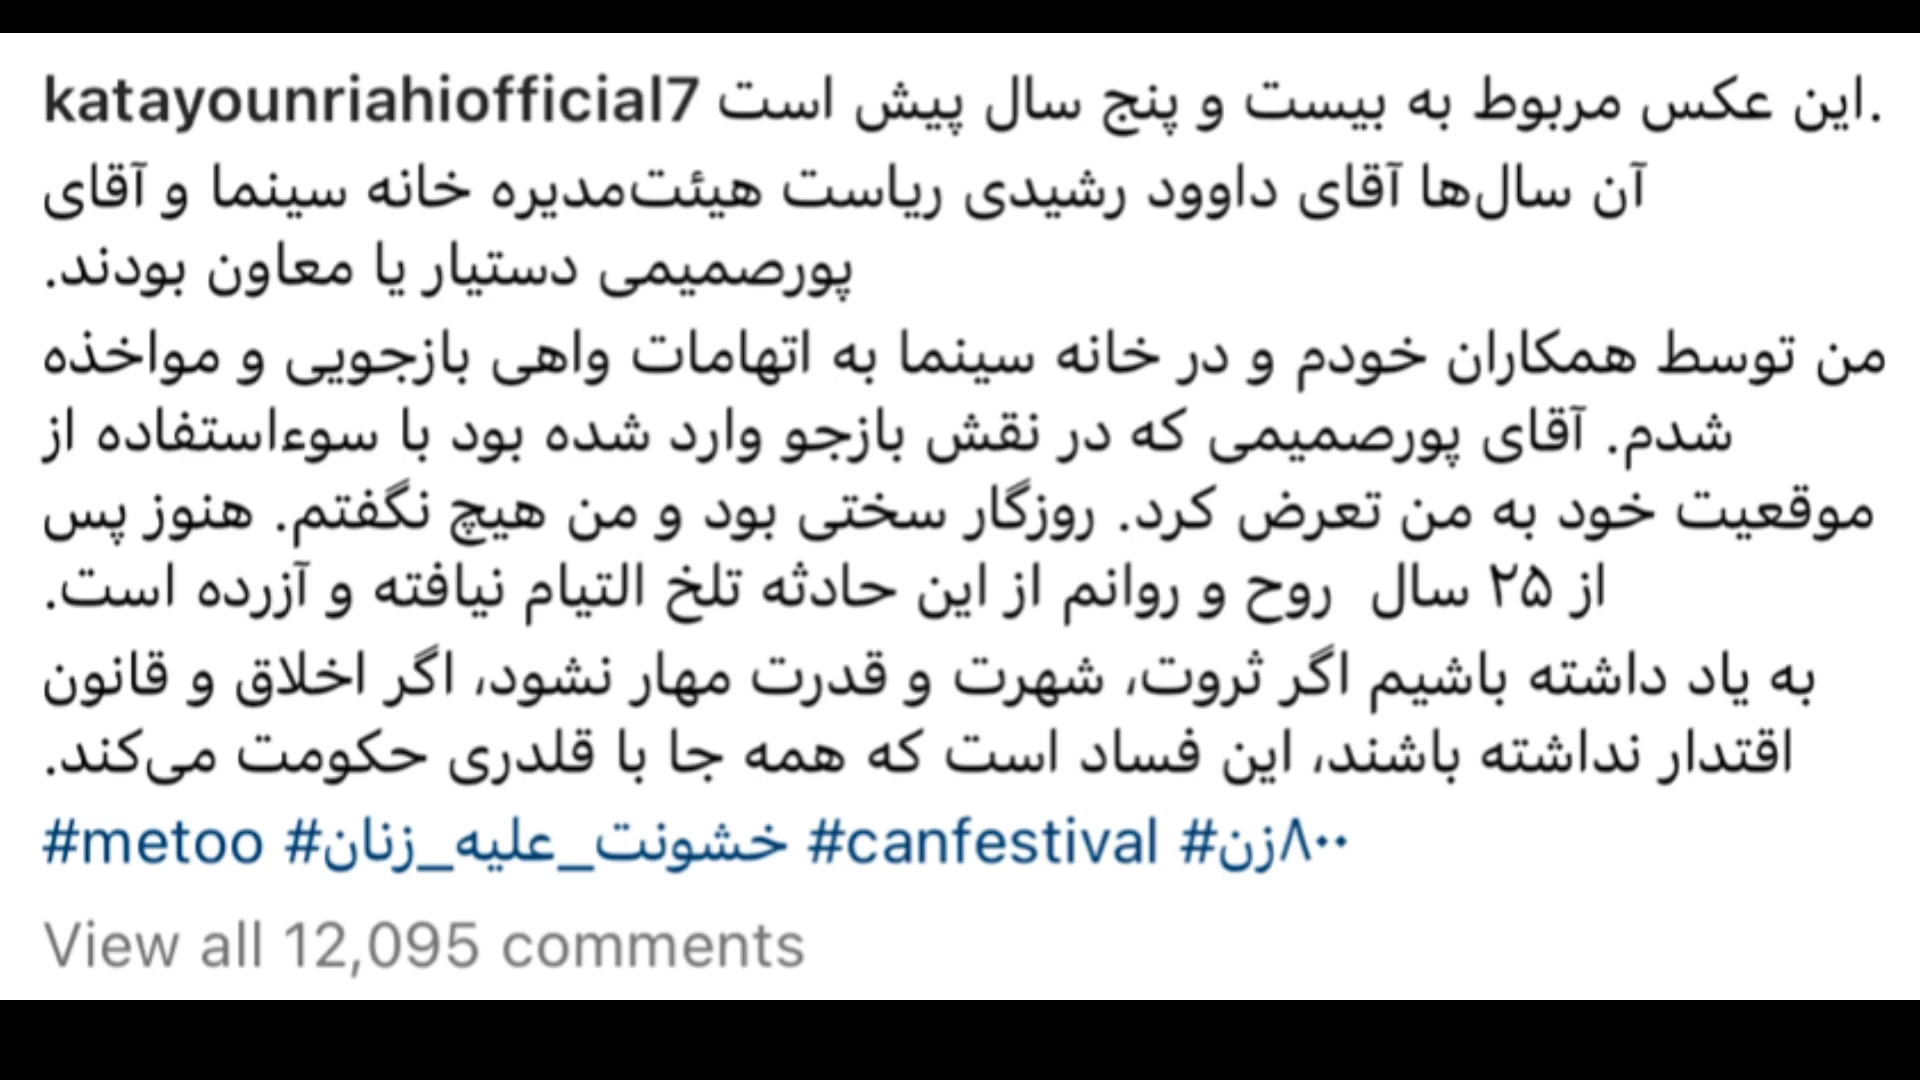 katayounriahiofficial7 این عکس مربوط به بیست و پنج سال پیش است.
آن سال‌ها آقای داوود رشیدی ریاست هیئت‌مدیره خانه سینما و آقای
پورصمیمی دستیار یا معاون بودند.
من توسط همکاران خودم و در خانه سینما به اتهامات واهی بازجویی و مواخذه
شدم. آقای پورصمیمی که در نقش بازجو وارد شده بود با سوءاستفاده از
موقعیت خود به من تعرض کرد. روزگار سختی بود و من هیچ نگفتم. هنوز پس
از ۲۵ سال روح و روانم از این حادثه تلخ التیام نیافته و آزرده است.
به یاد داشته باشیم اگر ثروت، شهرت و قدرت مهار نشود، اگر اخلاق و قانون
اقتدار نداشته باشند، این فساد است که همه جا با قلدری حکومت می‌کند.
#metoo #خشونت_علیه_زنان #canfestival #۸۰۰زن
View all 12,095 comments